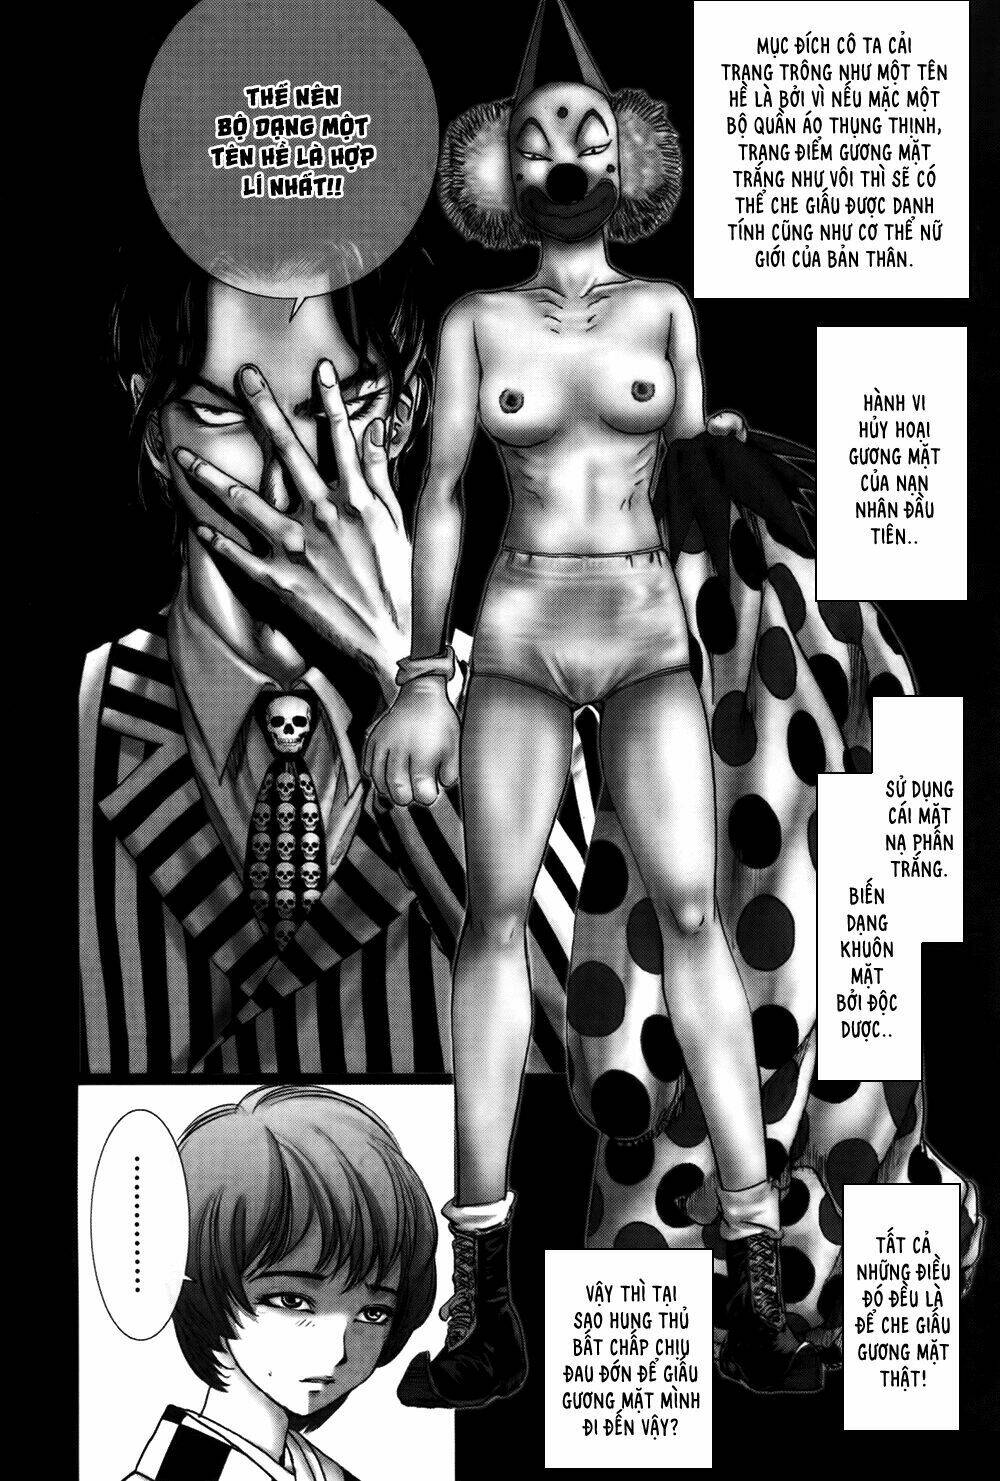 MỤC ĐÍCH CÔ TA CẢI
TRANG TRÔNG NHƯ MỘT TÊN
HỀ LÀ BỞI VÌ NẾU MẶC MỘT
BỘ QUẦN ÁO THỤNG THỊNH,
TRANG ĐIỂM GƯƠNG MẶT
TRẮNG NHƯ VÔI THÌ SẼ CÓ
THỂ CHE GIẤU ĐƯỢC DANH
TÍNH CŨNG NHƯ CƠ THỂ NỮ
GIỚI CỦA BẢN THÂN.
THẾ NÊN
BỘ DẠNG MỘT
TÊN HỀ LÀ HỢP
LÍ NHẤT!!
HÀNH VI
HỦY HOẠI
GƯƠNG MẶT
CỦA NẠN
NHÂN ĐẦU
TIÊN..
SỬ DỤNG
CÁI MẶT
NẠ PHẤN
TRẮNG.
BIẾN
DẠNG
KHUÔN
MẶT
BỞI ĐỘC
DƯỢC..
TẤT CẢ
NHỮNG ĐIỀU
ĐÓ ĐỀU LÀ
ĐỂ CHE GIẤU
GƯƠNG MẶT
THẬT!
VẬY THÌ TẠI
SAO HUNG THỦ
BẤT CHẤP CHỊU
ĐAU ĐỚN ĐỂ GIẤU
GƯƠNG MẶT MÌNH
ĐI ĐẾN VẬY?
...........